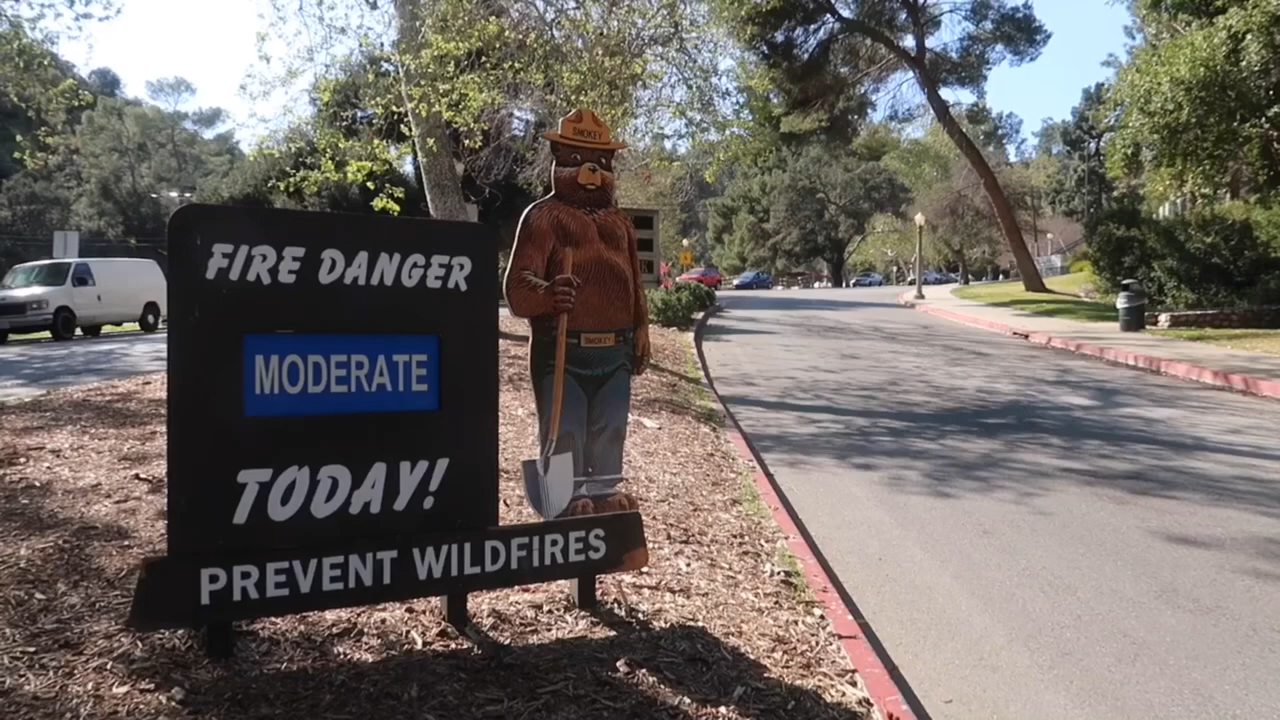 SMOKEY
FIRE DANGER
MODERATE
SMOKEY
TODAY!
PREVENT WILDFIRES